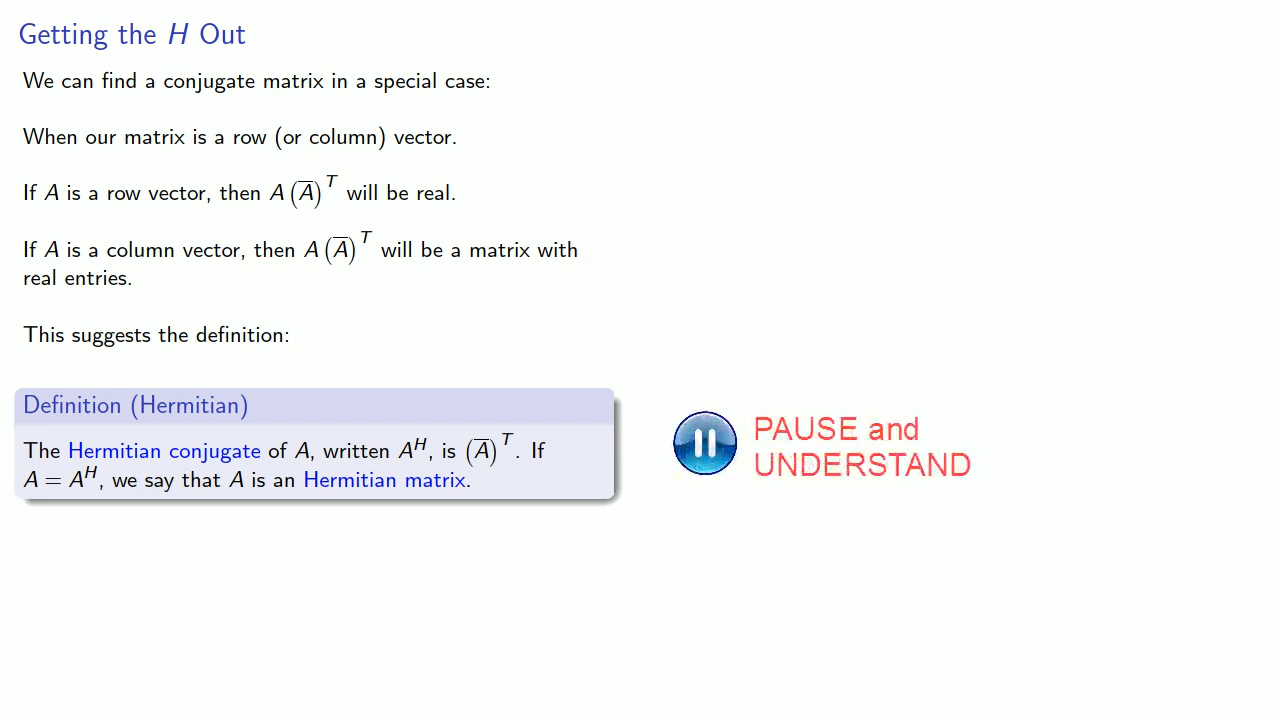 Getting the H Out
We can find a conjugate matrix in a special case:
When our matrix is a row (or column) vector.
If A is a row vector, then A (A̅)^T will be real.
If A is a column vector, then A (A̅)^T will be a matrix with
real entries.
This suggests the definition:
Definition (Hermitian)
The Hermitian conjugate of A, written A^H, is (A̅)^T. If
A = A^H, we say that A is an Hermitian matrix.
PAUSE and
UNDERSTAND